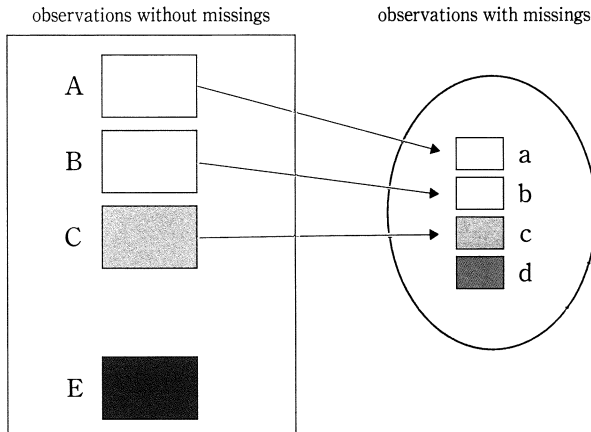 observations without missings
observations with missings
A
a
B
b
C
c
d
E